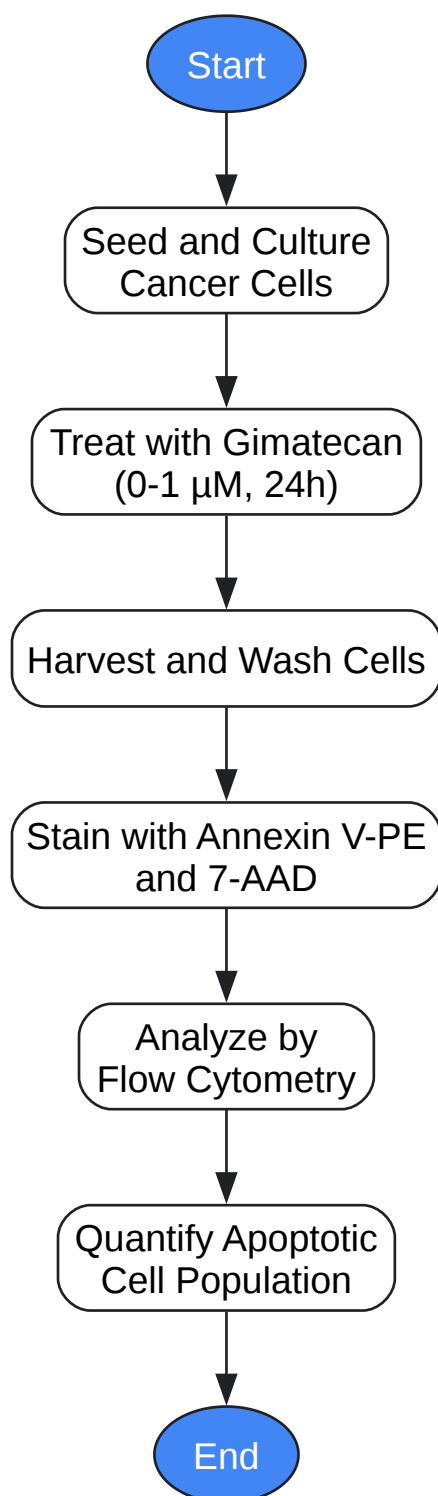 Start
Seed and Culture
Cancer Cells
Treat with Gimatecan
(0-1 µM, 24h)
Harvest and Wash Cells
Stain with Annexin V-PE
and 7-AAD
Analyze by
Flow Cytometry
Quantify Apoptotic
Cell Population
End